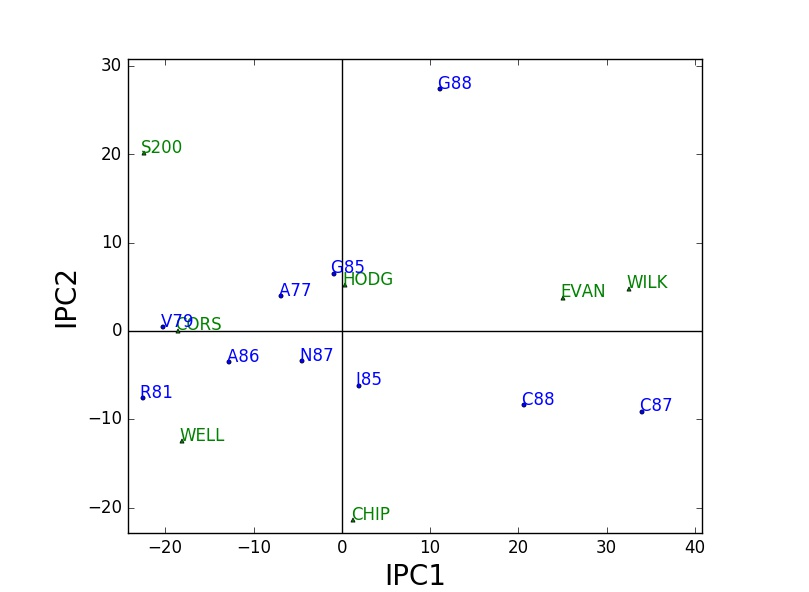 30
G88
S200
20
10
G85
HODG
A77
EVAN
WILK
V79
CORS
0
A86
N87
I85
R81
C88
C87
−10
WELL
CHIP
−20
−20 −10 0 10 20 30 40
IPC1
IPC2